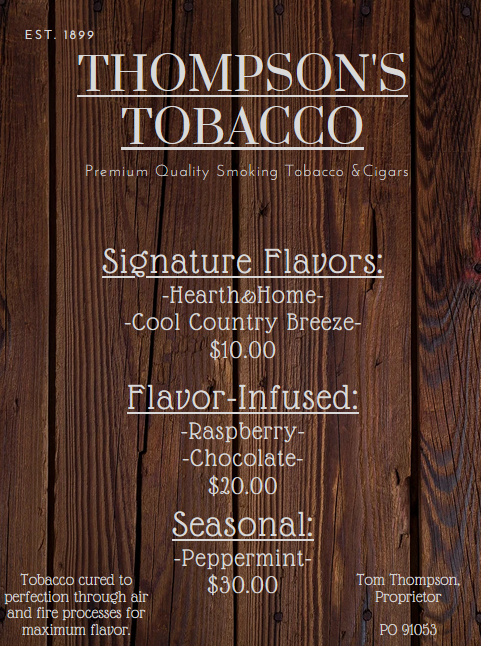 EST. 1899
THOMPSON'S
TOBACCO
Premium Quality Smoking Tobacco &Cigars
Signature Flavors:
-Hearth&Home-
-Cool Country Breeze-
$10.00
Flavor-Infused:
-Raspberry-
-Chocolate-
$20.00
Seasonal:
-Peppermint-
$30.00
Tobacco cured to
perfection through air
and fire processes for
maximum flavor.
Tom Thompson,
Proprietor
PO 91053